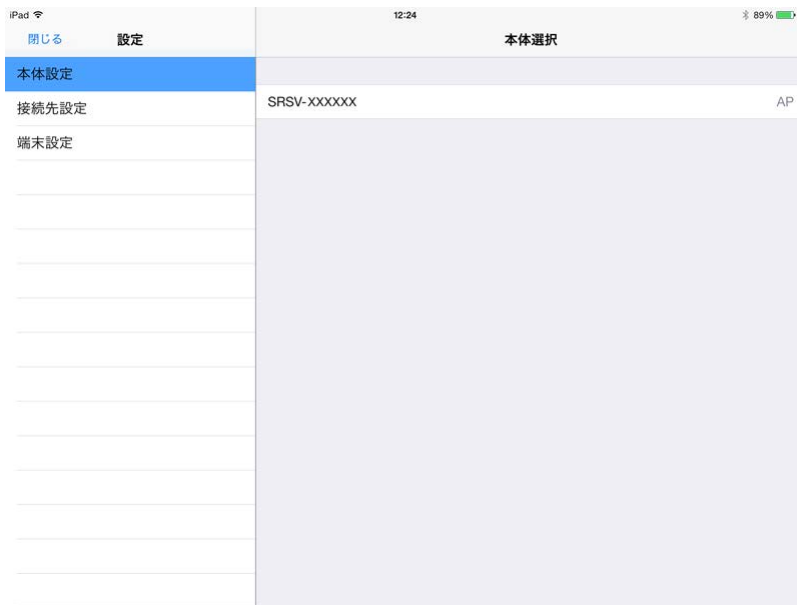 iPad 12:24 89%
閉じる 設定 本体選択
本体設定
接続先設定
端末設定
SRSV-XXXXXX AP